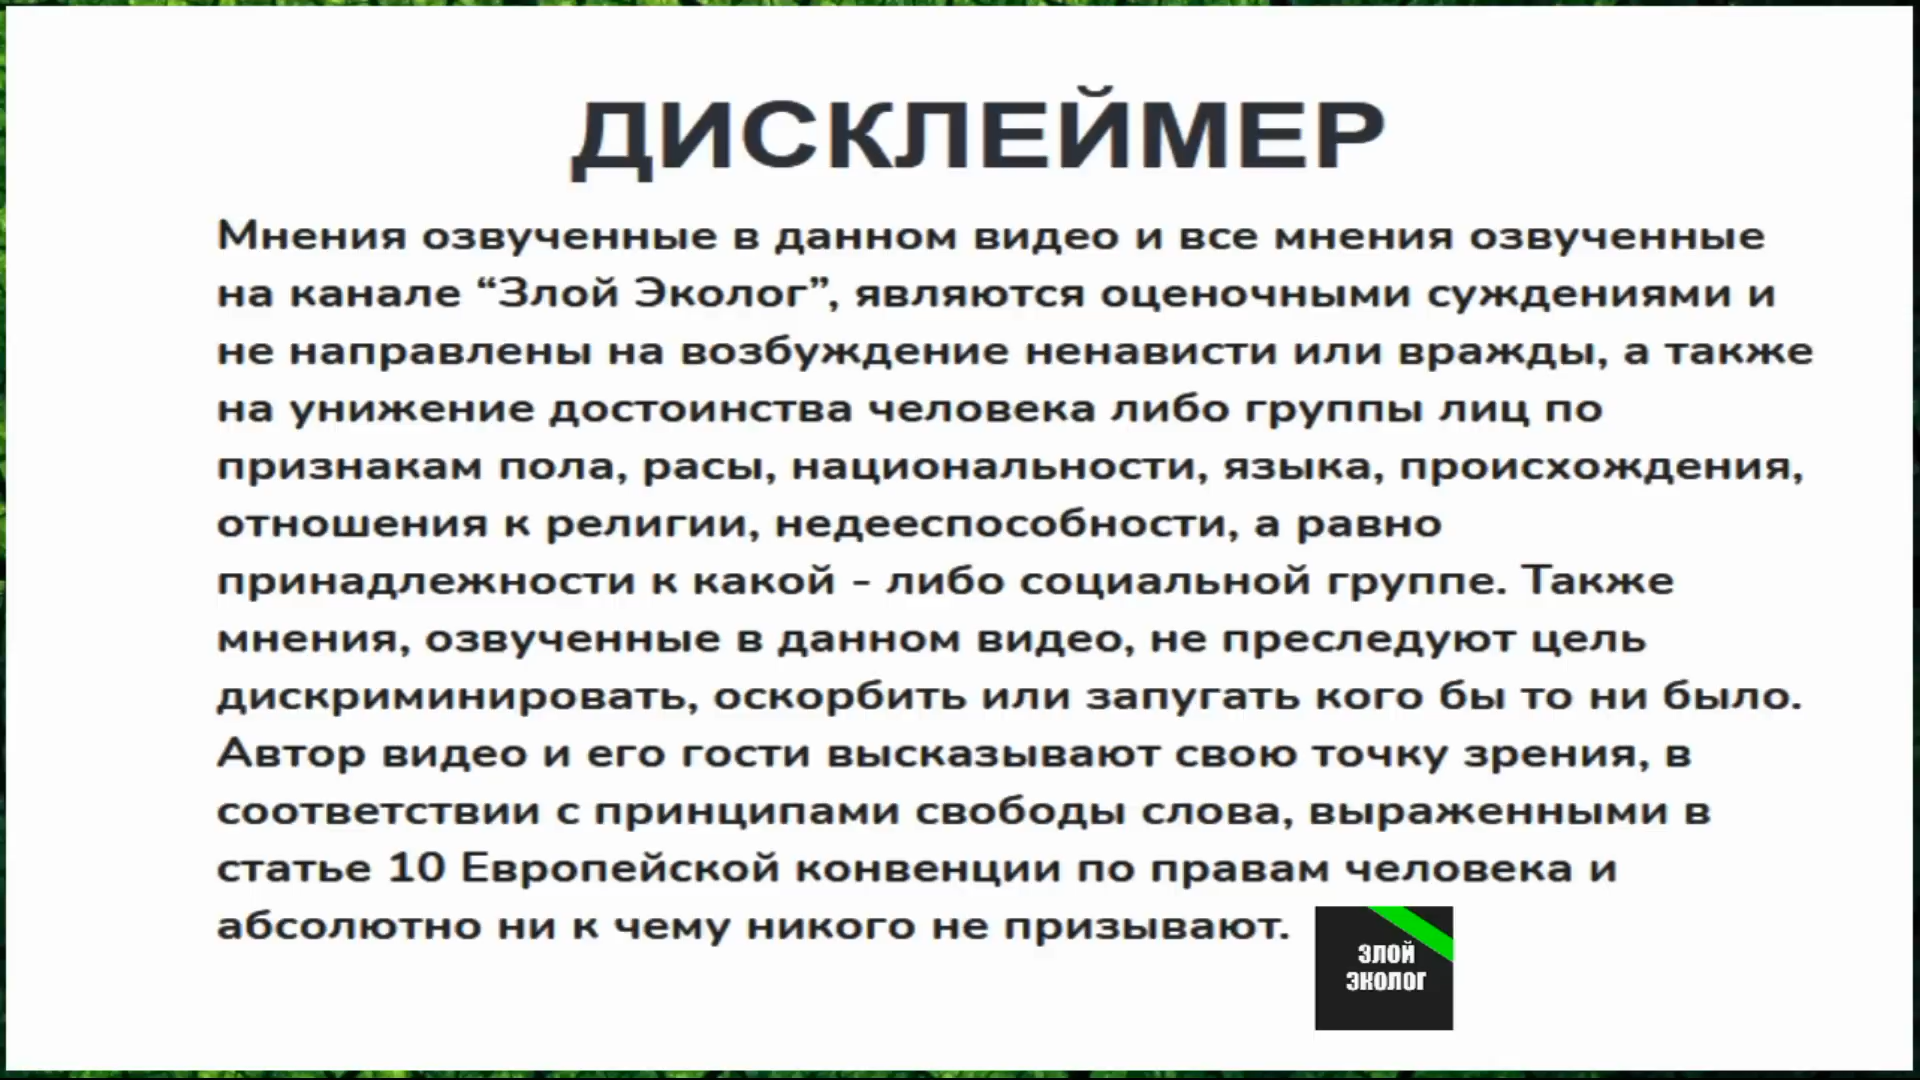 ДИСКЛЕЙМЕР
Мнения озвученные в данном видео и все мнения озвученные
на канале “Злой Эколог”, являются оценочными суждениями и
не направлены на возбуждение ненависти или вражды, а также
на унижение достоинства человека либо группы лиц по
признакам пола, расы, национальности, языка, происхождения,
отношения к религии, недееспособности, а равно
принадлежности к какой - либо социальной группе. Также
мнения, озвученные в данном видео, не преследуют цель
дискриминировать, оскорбить или запугать кого бы то ни было.
Автор видео и его гости высказывают свою точку зрения, в
соответствии с принципами свободы слова, выраженными в
статье 10 Европейской конвенции по правам человека и
абсолютно ни к чему никого не призывают.
ЗЛОЙ
ЭКОЛОГ